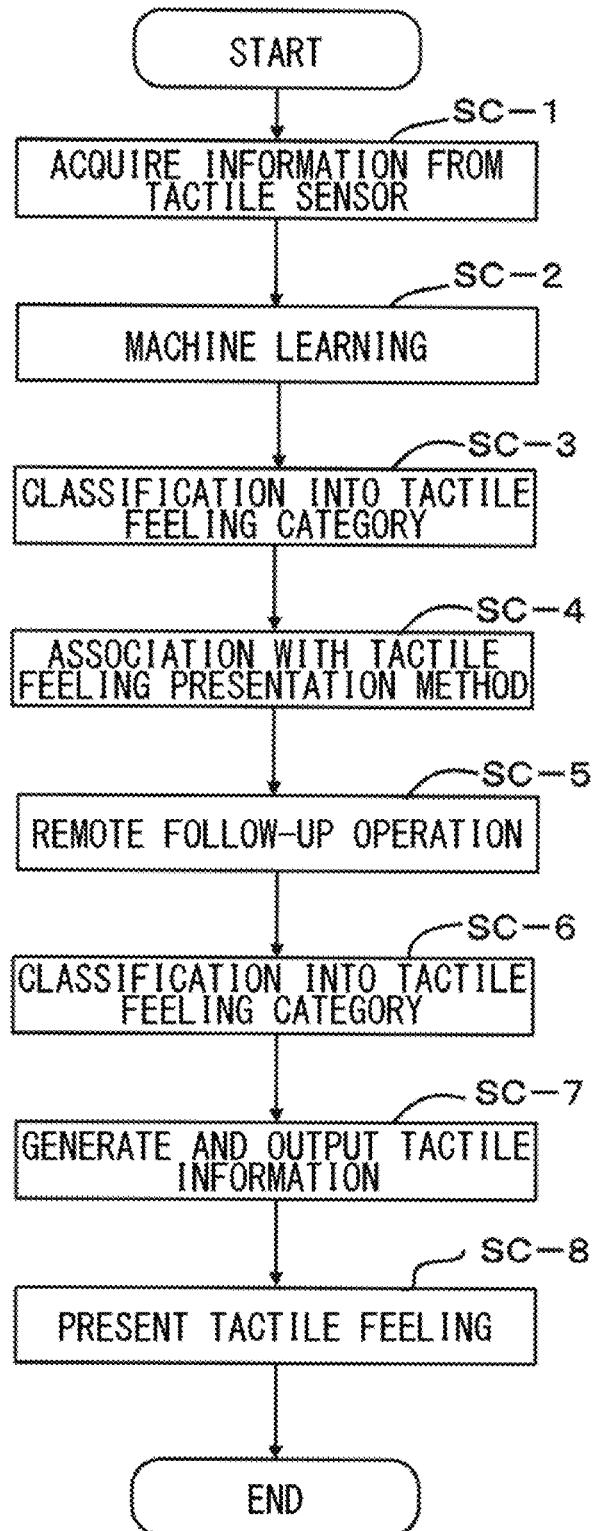 START
SC-1
ACQUIRE INFORMATION FROM
TACTILE SENSOR
SC-2
MACHINE LEARNING
SC-3
CLASSIFICATION INTO TACTILE
FEELING CATEGORY
SC-4
ASSOCIATION WITH TACTILE
FEELING PRESENTATION METHOD
SC-5
REMOTE FOLLOW-UP OPERATION
SC-6
CLASSIFICATION INTO TACTILE
FEELING CATEGORY
SC-7
GENERATE AND OUTPUT TACTILE
INFORMATION
SC-8
PRESENT TACTILE FEELING
END